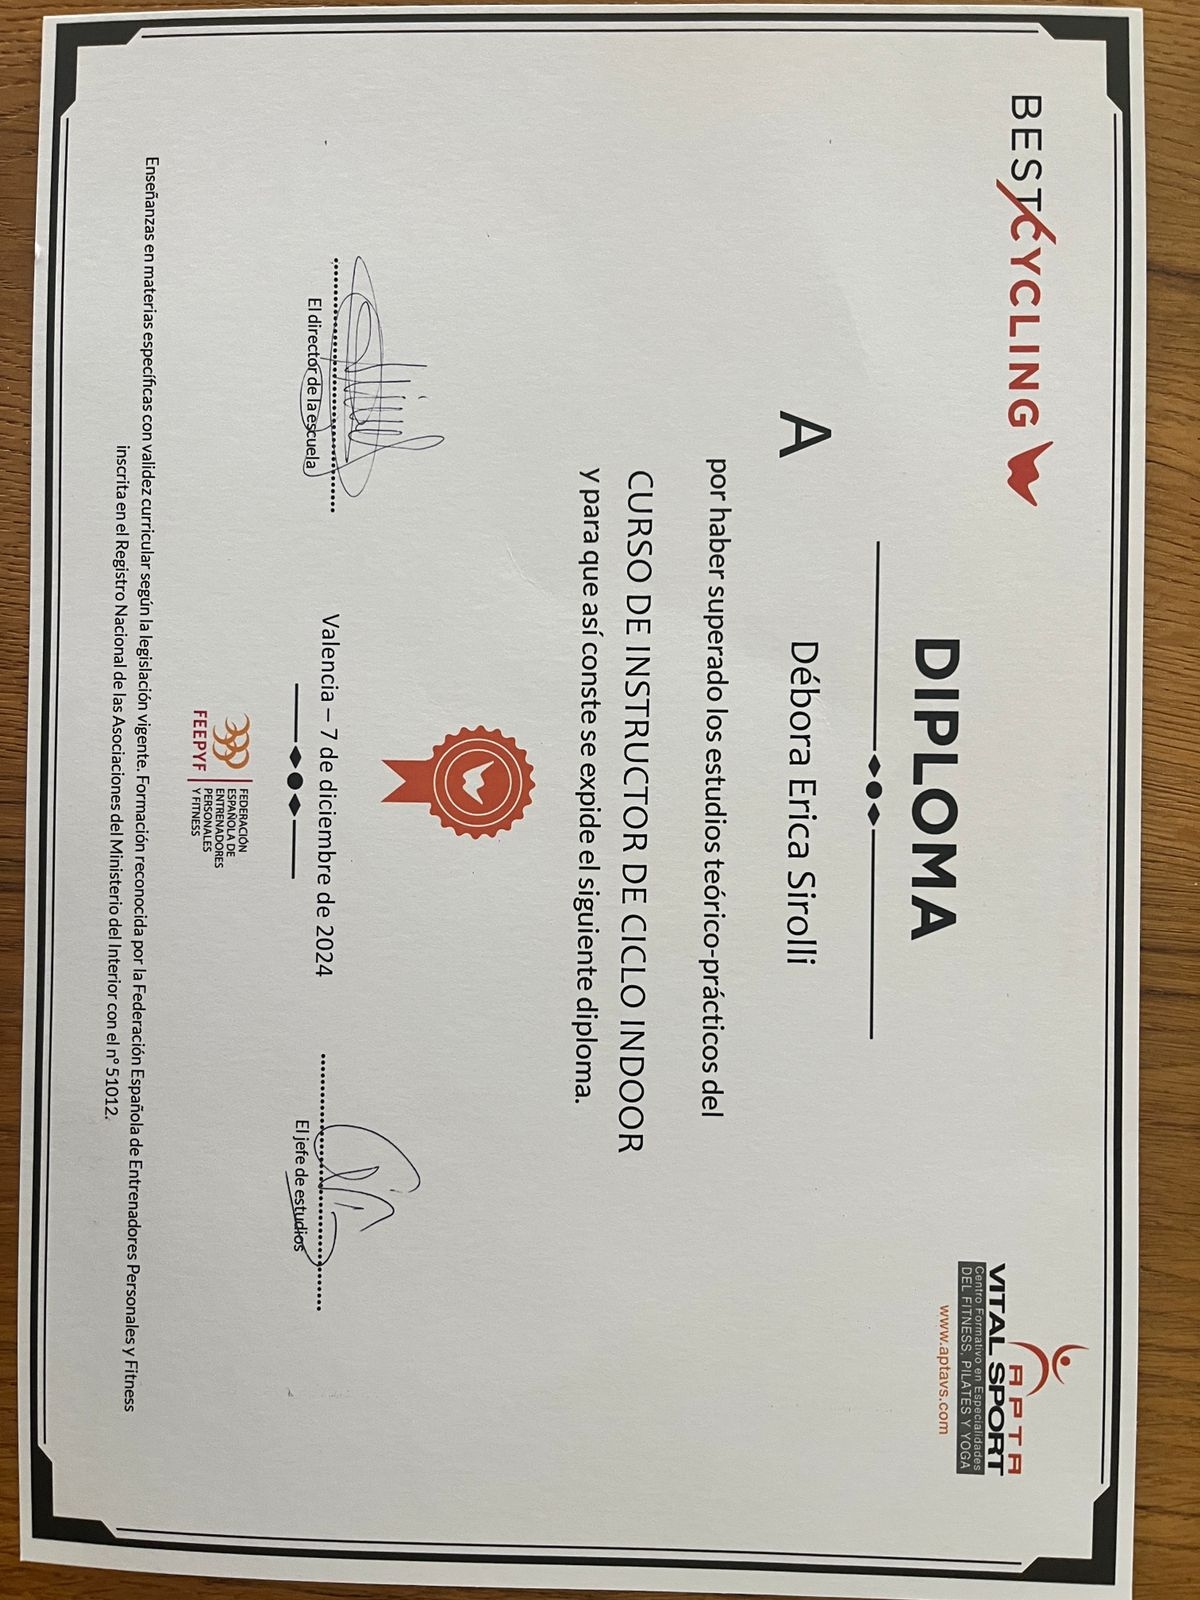 BESTCYCLING
APTA
VITAL SPORT
Centro Formativo en Especialidades
DEL FITNESS, PILATES Y YOGA
www.aptavs.com
DIPLOMA
A
Débora Erica Sirolli
por haber superado los estudios teórico-prácticos del
CURSO DE INSTRUCTOR DE CICLO INDOOR
y para que así conste se expide el siguiente diploma.
El director de la escuela
Valencia – 7 de diciembre de 2024
El jefe de estudios
FEEPYF
FEDERACIÓN
ESPAÑOLA DE
ENTRENADORES
PERSONALES
Y FITNESS
Enseñanzas en materias específicas con validez curricular según la legislación vigente. Formación reconocida por la Federación Española de Entrenadores Personales y Fitness
inscrita en el Registro Nacional de las Asociaciones del Ministerio del Interior con el nº 51012.